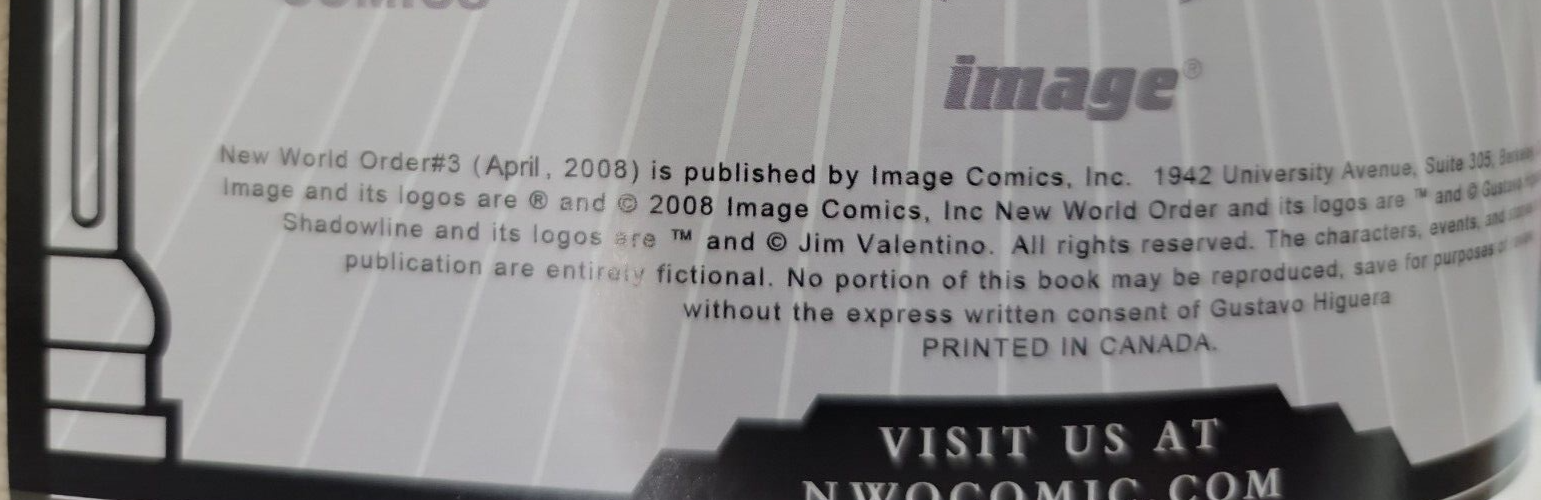 COMICS
image®
New World Order#3 (April, 2008) is published by Image Comics, Inc. 1942 University Avenue, Suite 305,
Image and its logos are ® and © 2008 Image Comics, Inc New World Order and its logos are ™ and ©
Shadowline and its logos are ™ and © Jim Valentino. All rights reserved. The characters, events, and
publication are entirely fictional. No portion of this book may be reproduced, save for purposes
without the express written consent of Gustavo Higuera
PRINTED IN CANADA.
VISIT US AT
NWOCOMIC.COM